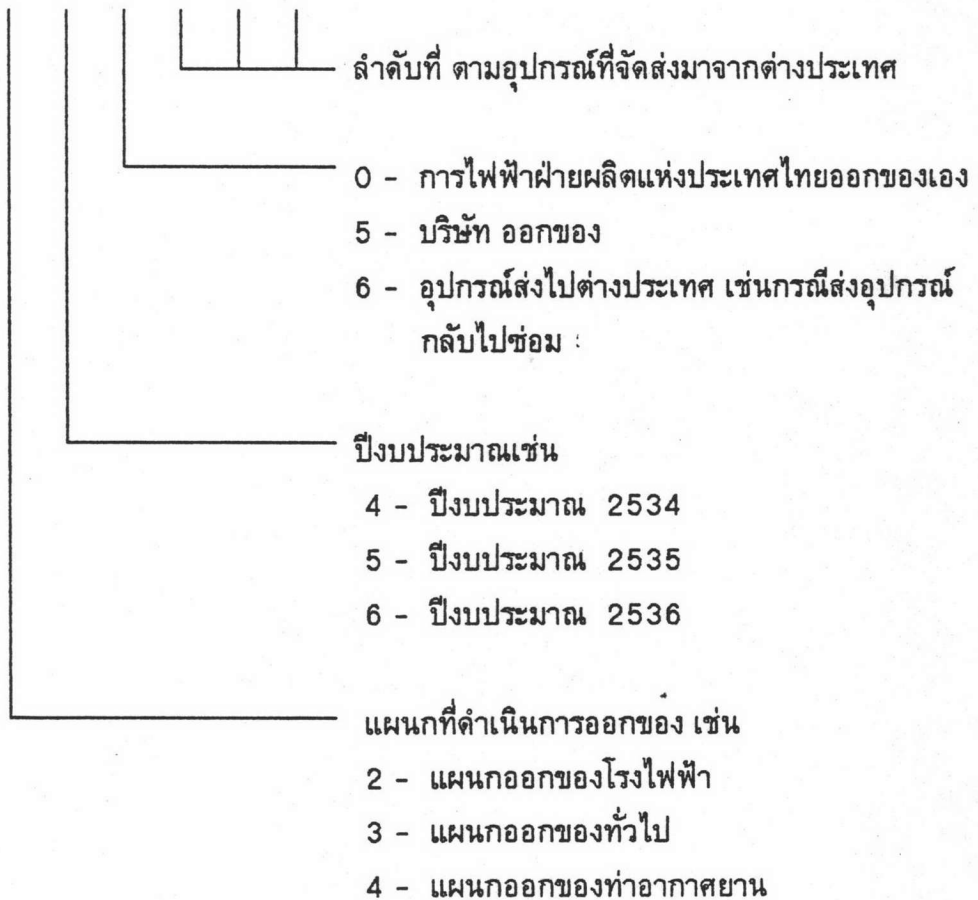 ลำดับที่ ตามอุปกรณ์ที่จัดส่งมาจากต่างประเทศ
0 - การไฟฟ้าฝ่ายผลิตแห่งประเทศไทยออกของเอง
5 - บริษัท ออกของ
6 - อุปกรณ์ส่งไปต่างประเทศ เช่นกรณีส่งอุปกรณ์
กลับไปซ่อม
ปีงบประมาณเช่น
4 - ปีงบประมาณ 2534
5 - ปีงบประมาณ 2535
6 - ปีงบประมาณ 2536
แผนกที่ดำเนินการออกของ เช่น
2 - แผนกออกของโรงไฟฟ้า
3 - แผนกออกของทั่วไป
4 - แผนกออกของท่าอากาศยาน